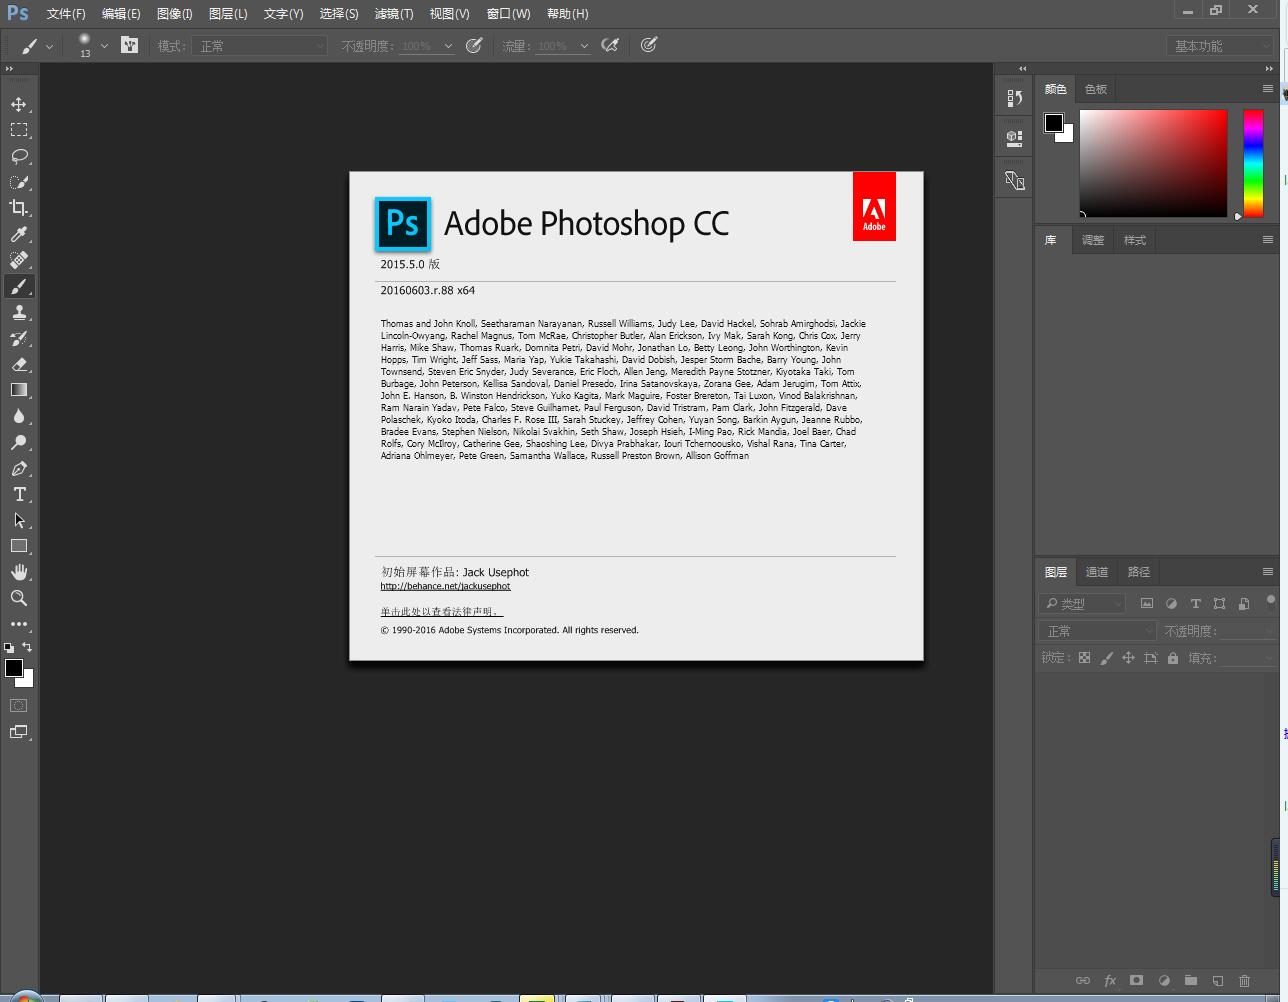 Ps 文件(F) 编辑(E) 图像(I) 图层(L) 文字(Y) 选择(S) 滤镜(T) 视图(V) 窗口(W) 帮助(H)
13 模式: 正常 不透明度: 100% 流量: 100% 基本功能
颜色 色板
Ps Adobe Photoshop CC
Adobe
2015.5.0 版
20160603.r.88 x64
库 调整 样式
Thomas and John Knoll, Seetharaman Narayanan, Russell Williams, Judy Lee, David Hackel, Sohrab Amirghodsi, Jackie
Lincoln-Owyang, Rachel Magnus, Tom McRae, Christopher Butler, Alan Erickson, Ivy Mak, Sarah Kong, Chris Cox, Jerry
Harris, Mike Shaw, Thomas Ruark, Domnita Petri, David Mohr, Jonathan Lo, Betty Leong, John Worthington, Kevin
Hopps, Tim Wright, Jeff Sass, Maria Yap, Yukie Takahashi, David Dobish, Jesper Storm Bache, Barry Young, John
Townsend, Steven Eric Snyder, Judy Severance, Eric Floch, Allen Jeng, Meredith Payne Stotzner, Kiyotaka Taki, Tom
Burbage, John Peterson, Kellisa Sandoval, Daniel Presedo, Irina Satanovskaya, Zorana Gee, Adam Jerugim, Tom Attix,
John E. Hanson, B. Winston Hendrickson, Yuko Kagita, Mark Maguire, Foster Brereton, Tai Luxon, Vinod Balakrishnan,
Ram Narain Yadav, Pete Falco, Steve Guilhamet, Paul Ferguson, David Tristram, Pam Clark, John Fitzgerald, Dave
Polaschek, Kyoko Itoda, Charles F. Rose III, Sarah Stuckey, Jeffrey Cohen, Yuyan Song, Barkin Aygun, Jeanne Rubbo,
Bradee Evans, Stephen Nielson, Nikolai Svakhin, Seth Shaw, Joseph Hsieh, I-Ming Pao, Rick Mandia, Joel Baer, Chad
Rolfs, Cory McIlroy, Catherine Gee, Shaoshing Lee, Divya Prabhakar, Iouri Tchernoousko, Vishal Rana, Tina Carter,
Adriana Ohlmeyer, Pete Green, Samantha Wallace, Russell Preston Brown, Allison Goffman
初始屏幕作品: Jack Usephot
http://behance.net/jackusephot
单击此处以查看法律声明。
© 1990-2016 Adobe Systems Incorporated. All rights reserved.
图层 通道 路径
类型
正常 不透明度:
锁定: 填充:
fx